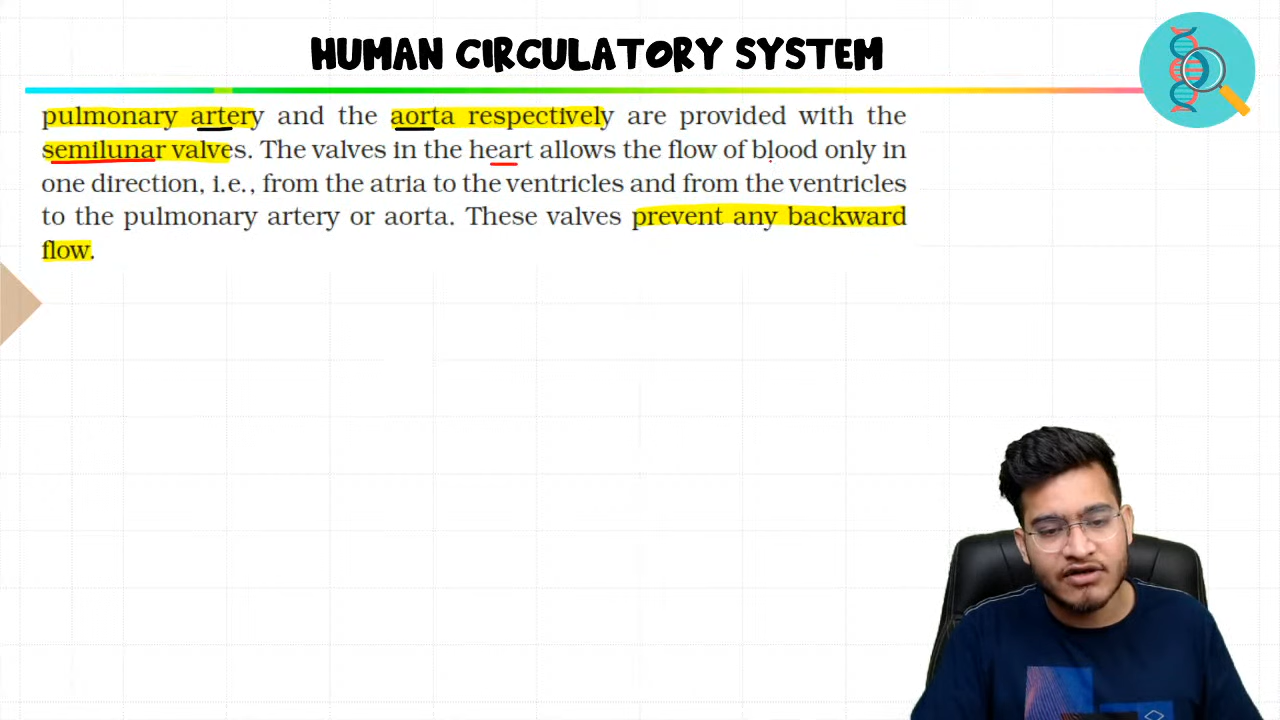 HUMAN CIRCULATORY SYSTEM
pulmonary artery and the aorta respectively are provided with the
semilunar valves. The valves in the heart allows the flow of blood only in
one direction, i.e., from the atria to the ventricles and from the ventricles
to the pulmonary artery or aorta. These valves prevent any backward
flow.